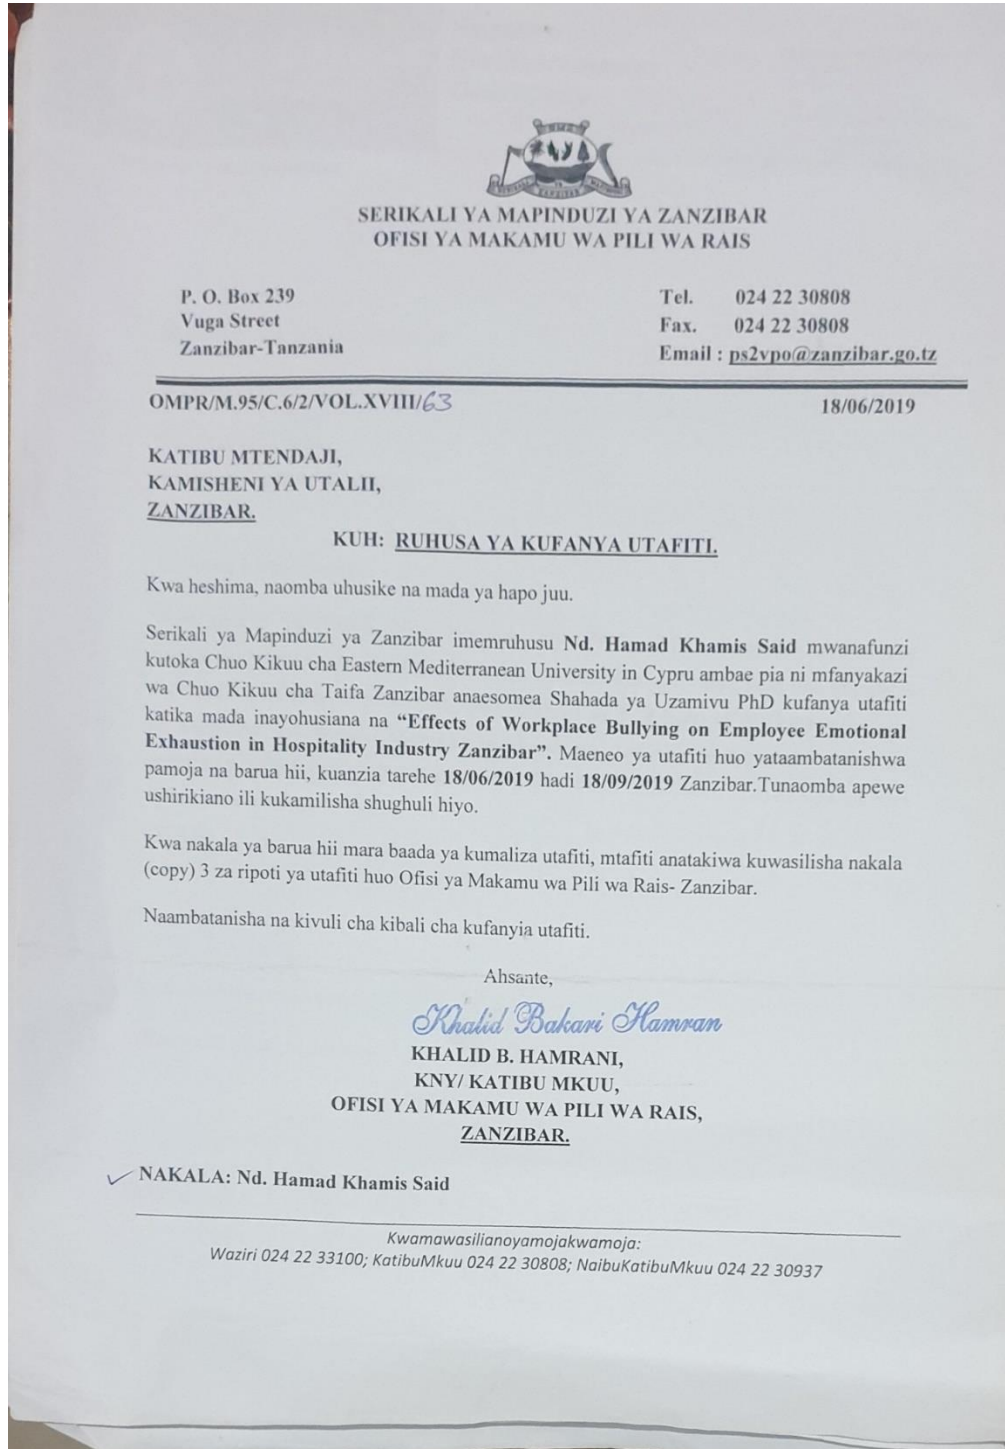 SERIKALI YA MAPINDUZI YA ZANZIBAR
OFISI YA MAKAMU WA PILI WA RAIS
P. O. Box 239
Vuga Street
Zanzibar-Tanzania
Tel. 024 22 30808
Fax. 024 22 30808
Email : ps2vpo@zanzibar.go.tz
OMPR/M.95/C.6/2/VOL.XVIII/63
18/06/2019
KATIBU MTENDAJI,
KAMISHENI YA UTALII,
ZANZIBAR.
KUH: RUHUSA YA KUFANYA UTAFITI.
Kwa heshima, naomba uhusike na mada ya hapo juu.
Serikali ya Mapinduzi ya Zanzibar imemruhusu Nd. Hamad Khamis Said mwanafunzi
kutoka Chuo Kikuu cha Eastern Mediterranean University in Cypru ambae pia ni mfanyakazi
wa Chuo Kikuu cha Taifa Zanzibar anaesomea Shahada ya Uzamivu PhD kufanya utafiti
katika mada inayohusiana na “Effects of Workplace Bullying on Employee Emotional
Exhaustion in Hospitality Industry Zanzibar”. Maeneo ya utafiti huo yataambatanishwa
pamoja na barua hii, kuanzia tarehe 18/06/2019 hadi 18/09/2019 Zanzibar.Tunaomba apewe
ushirikiano ili kukamilisha shughuli hiyo.
Kwa nakala ya barua hii mara baada ya kumaliza utafiti, mtafiti anatakiwa kuwasilisha nakala
(copy) 3 za ripoti ya utafiti huo Ofisi ya Makamu wa Pili wa Rais- Zanzibar.
Naambatanisha na kivuli cha kibali cha kufanyia utafiti.
Ahsante,
Khalid Bakari Hamran
KHALID B. HAMRANI,
KNY/ KATIBU MKUU,
OFISI YA MAKAMU WA PILI WA RAIS,
ZANZIBAR.
NAKALA: Nd. Hamad Khamis Said
Kwamawasilianoyamojakwamoja:
Waziri 024 22 33100; KatibuMkuu 024 22 30808; NaibuKatibuMkuu 024 22 30937